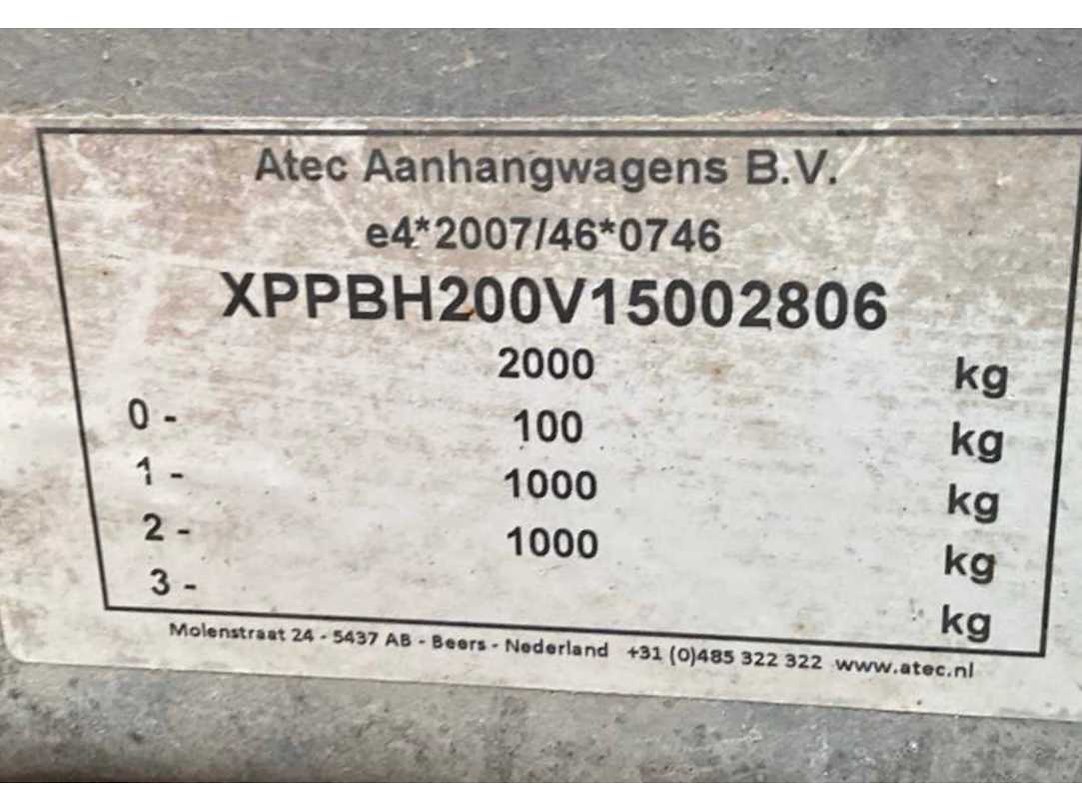 Atec Aanhangwagens B.V.
e4*2007/46*0746
XPPBH200V15002806
2000 kg
0 - 100 kg
1 - 1000 kg
2 - 1000 kg
3 - kg
Molenstraat 24 - 5437 AB - Beers - Nederland +31 (0)485 322 322 www.atec.nl